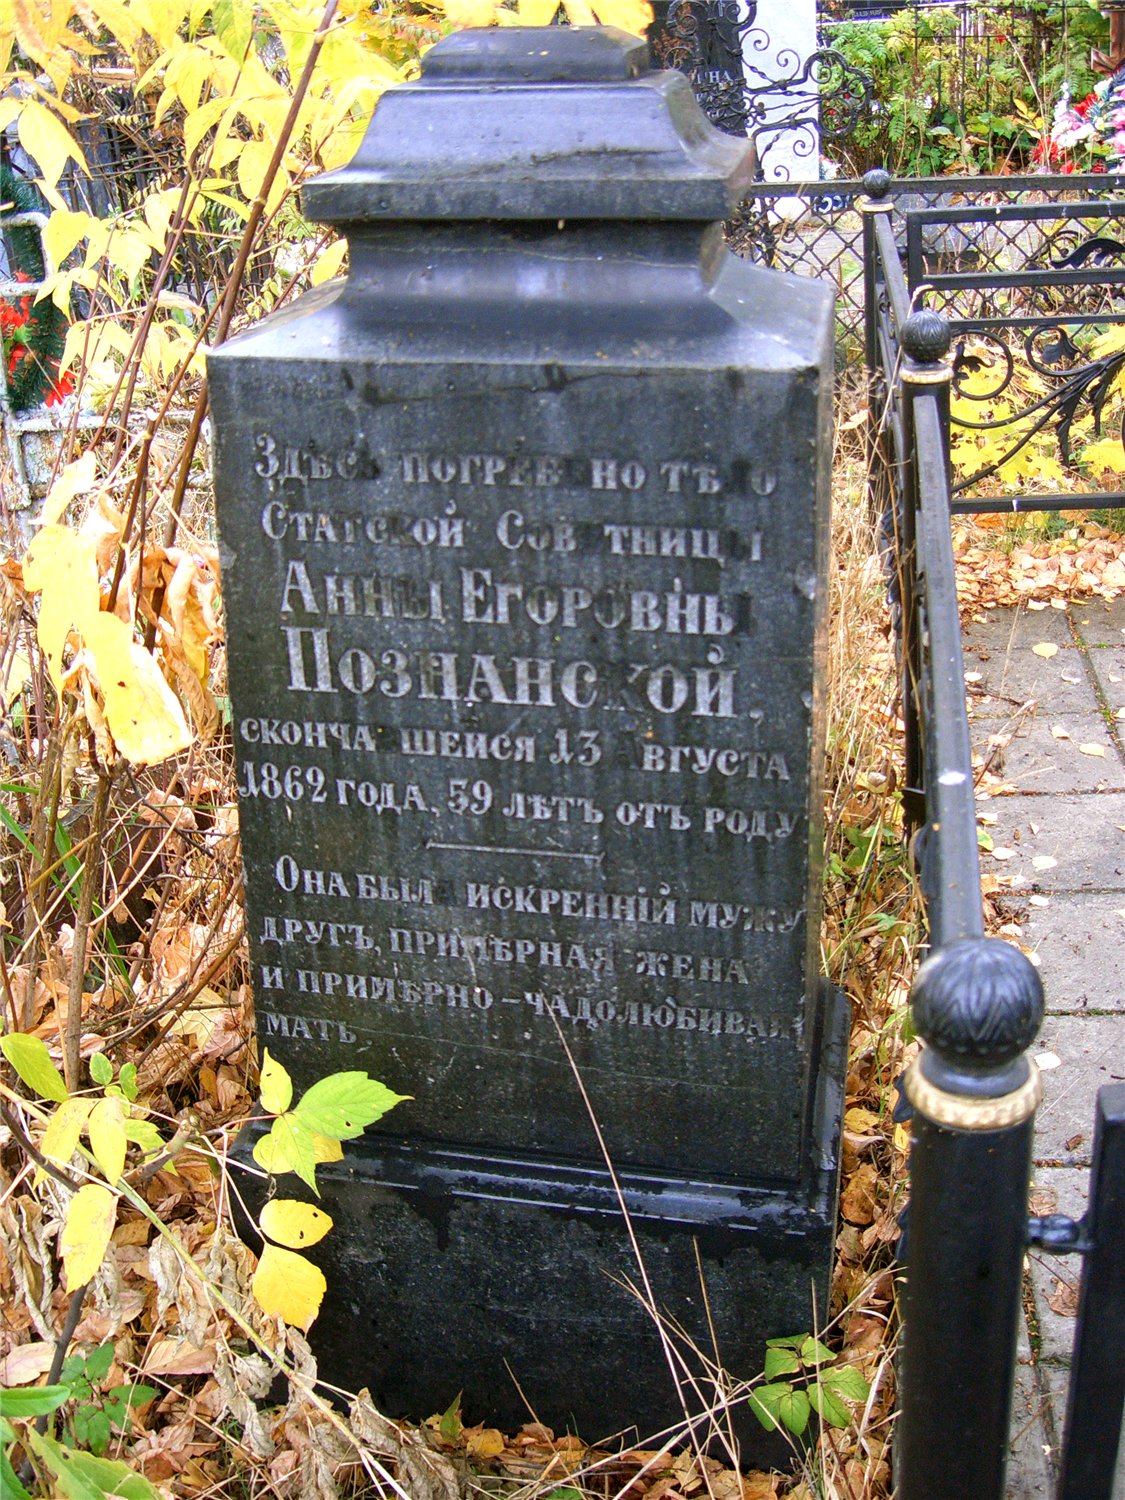 Здѣсь погребено тѣло
Статской Совѣтницы
Анны Егоровны
Познанской,
скончавшейся 13 Августа
1862 года, 59 лѣтъ отъ роду
Она была искренній мужу
другъ, примѣрная жена
и примѣрно-чадолюбивая
мать.